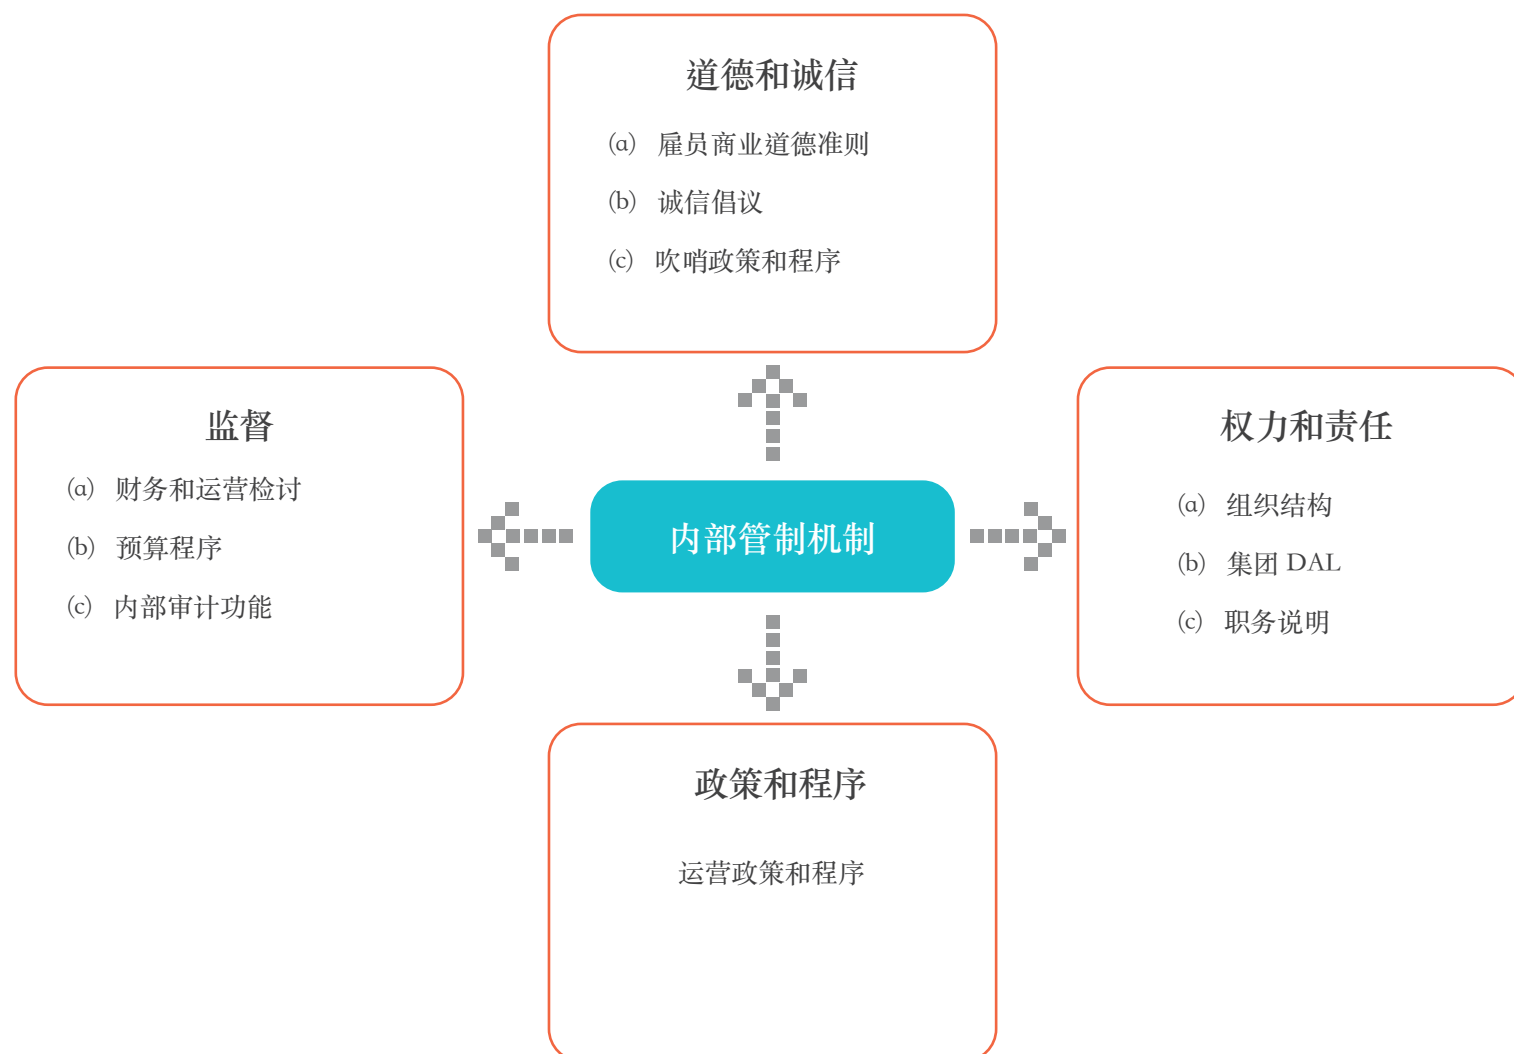 道德和诚信
(a) 雇员商业道德准则
(b) 诚信倡议
(c) 吹哨政策和程序
监督
(a) 财务和运营检讨
(b) 预算程序
(c) 内部审计功能
内部管制机制
权力和责任
(a) 组织结构
(b) 集团 DAL
(c) 职务说明
政策和程序
运营政策和程序